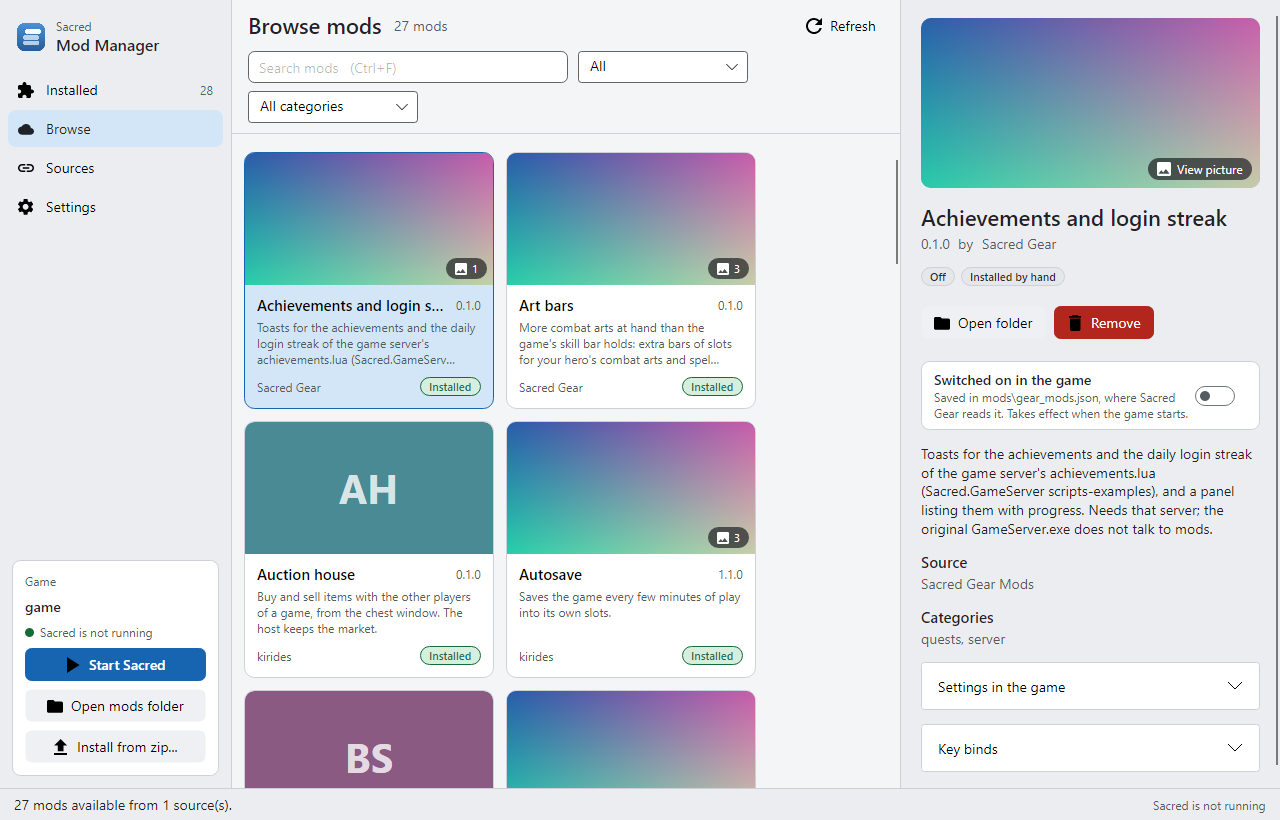 Sacred
Mod Manager
Installed 28
Browse
Sources
Settings
Game
game
Sacred is not running
Start Sacred
Open mods folder
Install from zip...
Browse mods 27 mods
Refresh
Search mods (Ctrl+F)
All
All categories
1
Achievements and login s... 0.1.0
Toasts for the achievements and the daily
login streak of the game server's
achievements.lua (Sacred.GameServ...
Sacred Gear Installed
3
Art bars 0.1.0
More combat arts at hand than the
game's skill bar holds: extra bars of slots
for your hero's combat arts and spel...
Sacred Gear Installed
AH
Auction house 0.1.0
Buy and sell items with the other players
of a game, from the chest window. The
host keeps the market.
kirides Installed
3
Autosave 1.1.0
Saves the game every few minutes of play
into its own slots.
kirides Installed
BS
View picture
Achievements and login streak
0.1.0 by Sacred Gear
Off Installed by hand
Open folder Remove
Switched on in the game
Saved in mods\gear_mods.json, where Sacred
Gear reads it. Takes effect when the game starts.
Toasts for the achievements and the daily login streak
of the game server's achievements.lua
(Sacred.GameServer scripts-examples), and a panel
listing them with progress. Needs that server; the
original GameServer.exe does not talk to mods.
Source
Sacred Gear Mods
Categories
quests, server
Settings in the game
Key binds
27 mods available from 1 source(s).
Sacred is not running